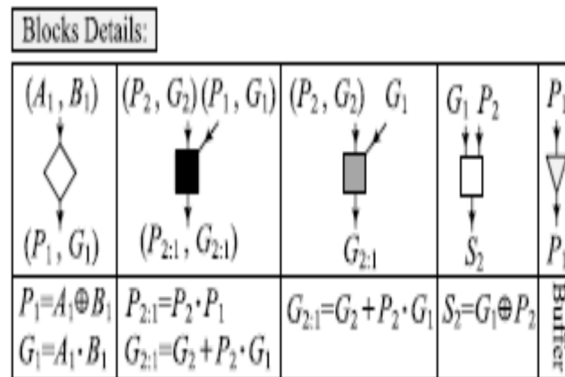 Blocks Details:
(A₁, B₁)
(P₁, G₁)
P₁=A₁⊕B₁
G₁=A₁·B₁
(P₂, G₂)(P₁, G₁)
(P₂:₁, G₂:₁)
P₂:₁=P₂·P₁
G₂:₁=G₂+P₂·G₁
(P₂, G₂) G₁
G₂:₁
G₂:₁=G₂+P₂·G₁
G₁ P₂
S₂
S₂=G₁⊕P₂
P₁
P₁
Buffer